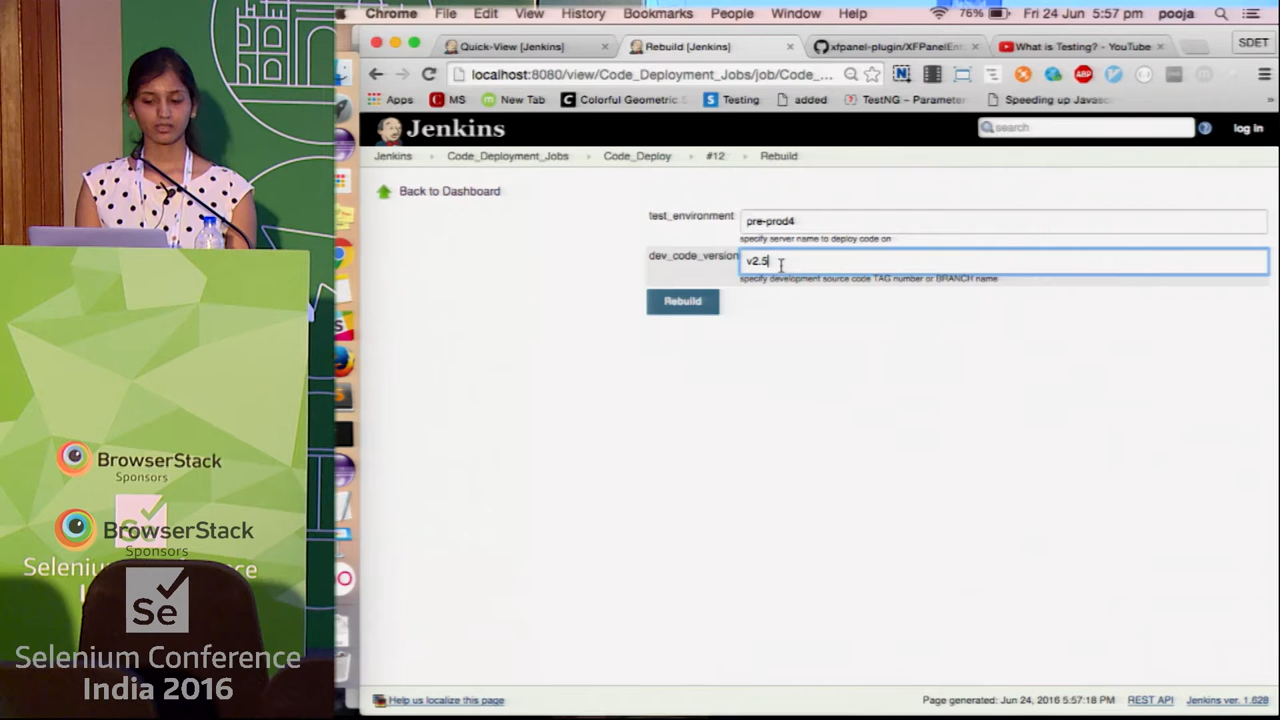 Chrome File Edit View History Bookmarks People Window Help 76% Fri 24 Jun 5:57 pm pooja
Quick-View [Jenkins] Rebuild [Jenkins] xfpanel-plugin/XFPanelEnt What is Testing? - YouTube SDET
localhost:8080/view/Code_Deployment_Jobs/job/Code_...
Apps MS New Tab Colorful Geometric Testing added TestNG - Parameter Speeding up Javasc
Jenkins search log in
Jenkins Code_Deployment_Jobs Code_Deploy #12 Rebuild
Back to Dashboard
test_environment pre-prod4
specify server name to deploy code on
dev_code_version v2.5
specify development source code TAG number or BRANCH name
Rebuild
BrowserStack
Sponsors
BrowserStack
Sponsors
Se
Selenium Conference
India 2016
Help us localize this page Page generated: Jun 24, 2016 5:57:18 PM REST API Jenkins ver. 1.628